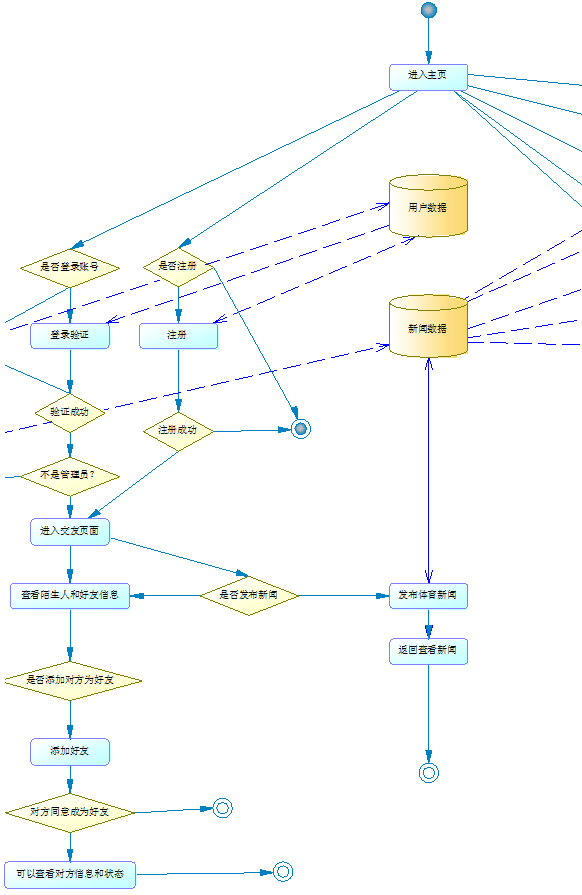 进入主页
用户数据
是否登录账号
是否注册
登录验证
注册
新闻数据
验证成功
注册成功
不是管理员?
进入交友页面
查看陌生人和好友信息
是否发布新闻
发布体育新闻
返回查看新闻
是否添加对方为好友
添加好友
对方同意成为好友
可以查看对方信息和状态